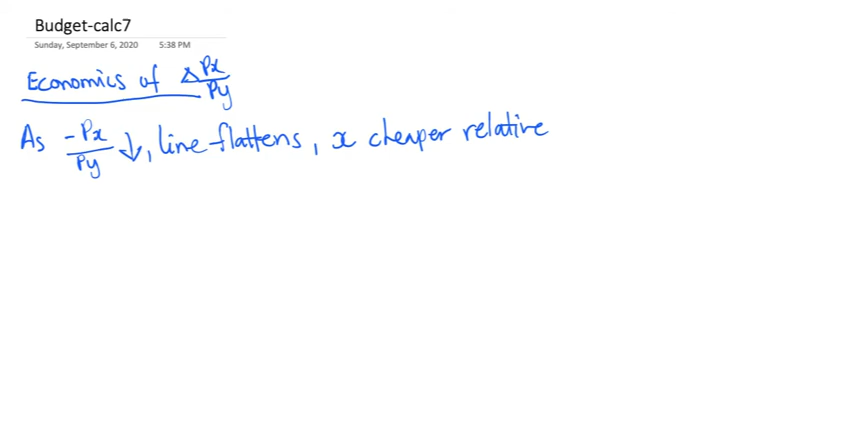 Budget-calc7
Sunday, September 6, 2020 5:38 PM
Economics of Δ Px/Py
As -Px/Py ↓, line flattens, x cheaper relative